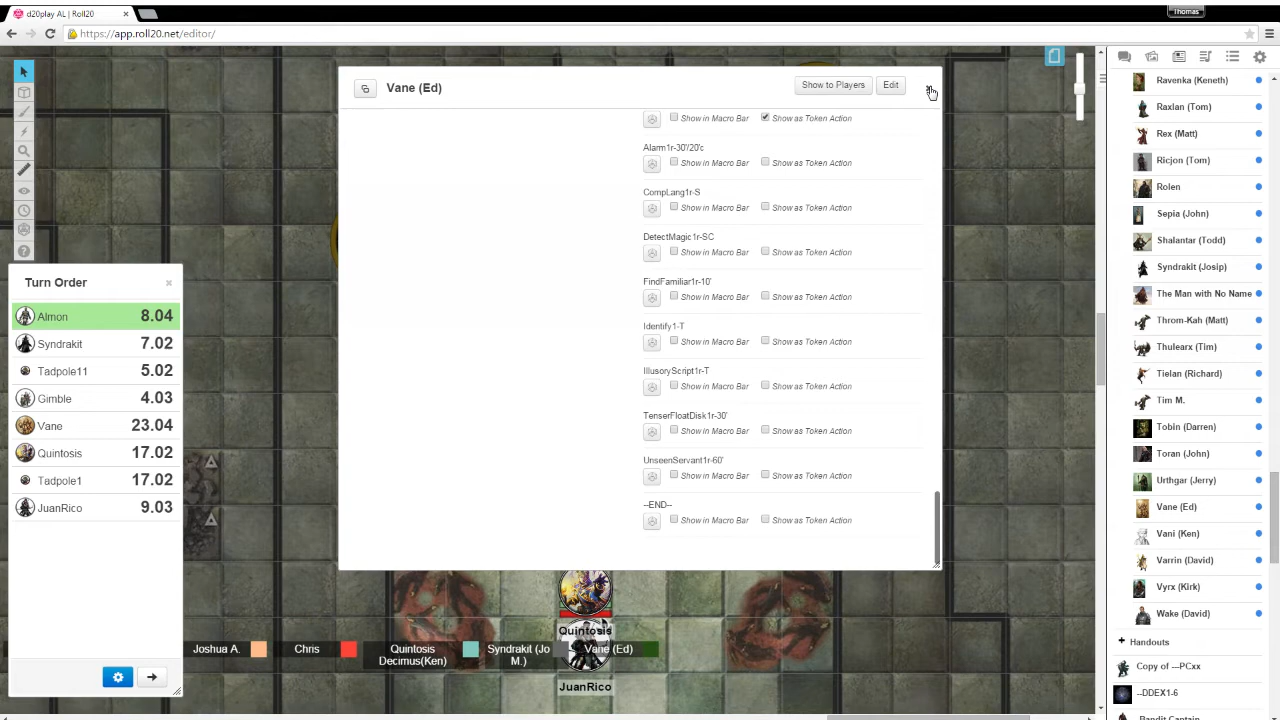 d20play AL | Roll20
Thomas
https://app.roll20.net/editor/
Vane (Ed)
Show to Players
Edit
Show in Macro Bar
Show as Token Action
Alarm1r-30'/20'c
Show in Macro Bar
Show as Token Action
CompLang1r-S
Show in Macro Bar
Show as Token Action
DetectMagic1r-SC
Show in Macro Bar
Show as Token Action
FindFamiliar1r-10'
Show in Macro Bar
Show as Token Action
Identify1-T
Show in Macro Bar
Show as Token Action
IllusoryScript1r-T
Show in Macro Bar
Show as Token Action
TenserFloatDisk1r-30'
Show in Macro Bar
Show as Token Action
UnseenServant1r-60'
Show in Macro Bar
Show as Token Action
--END--
Show in Macro Bar
Show as Token Action
Turn Order
Almon 8.04
Syndrakit 7.02
Tadpole11 5.02
Gimble 4.03
Vane 23.04
Quintosis 17.02
Tadpole1 17.02
JuanRico 9.03
Quintosis
JuanRico
Joshua A.
Chris
Quintosis
Decimus(Ken)
Syndrakit (Jo
M.)
Vane (Ed)
Ravenka (Keneth)
Raxlan (Tom)
Rex (Matt)
Ricjon (Tom)
Rolen
Sepia (John)
Shalantar (Todd)
Syndrakit (Josip)
The Man with No Name
Throm-Kah (Matt)
Thulearx (Tim)
Tielan (Richard)
Tim M.
Tobin (Darren)
Toran (John)
Urthgar (Jerry)
Vane (Ed)
Vani (Ken)
Varrin (David)
Vyrx (Kirk)
Wake (David)
Handouts
Copy of ---PCxx
--DDEX1-6
-Bandit Captain